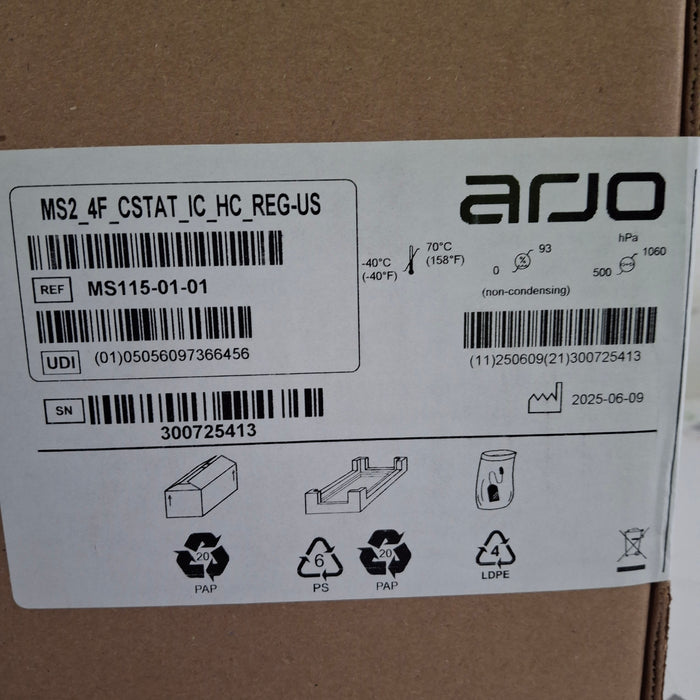 MS2_4F_CSTAT_IC_HC_REG-US
arjo
REF MS115-01-01
-40°C
(-40°F)
70°C
(158°F)
0 % 93
(non-condensing)
hPa
500 1060
UDI (01)05056097366456
(11)250609(21)300725413
SN
300725413
2025-06-09
20
PAP
6
PS
20
PAP
4
LDPE